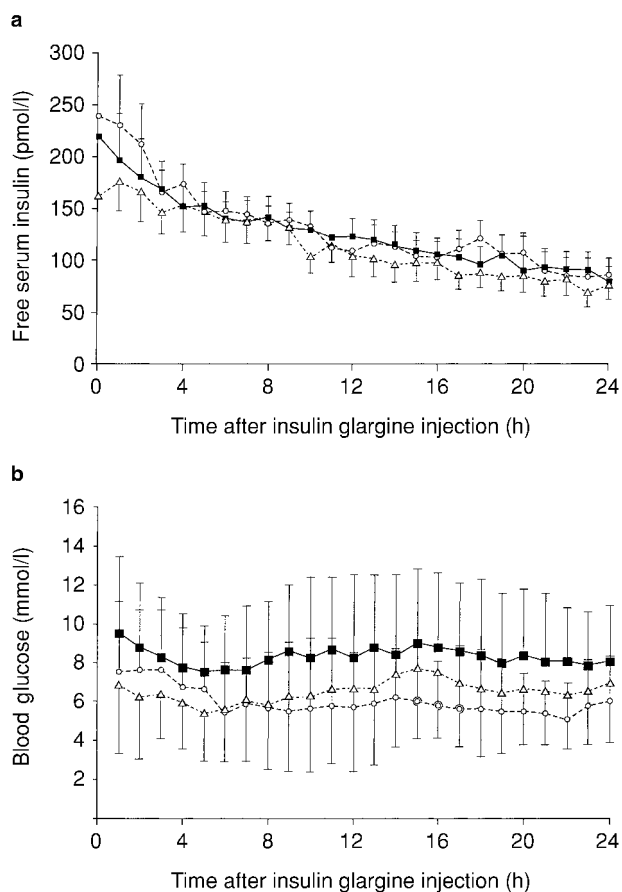 a
Free serum insulin (pmol/l)
300
250
200
150
100
50
0
0 4 8 12 16 20 24
Time after insulin glargine injection (h)
b
Blood glucose (mmol/l)
16
14
12
10
8
6
4
2
0 4 8 12 16 20 24
Time after insulin glargine injection (h)